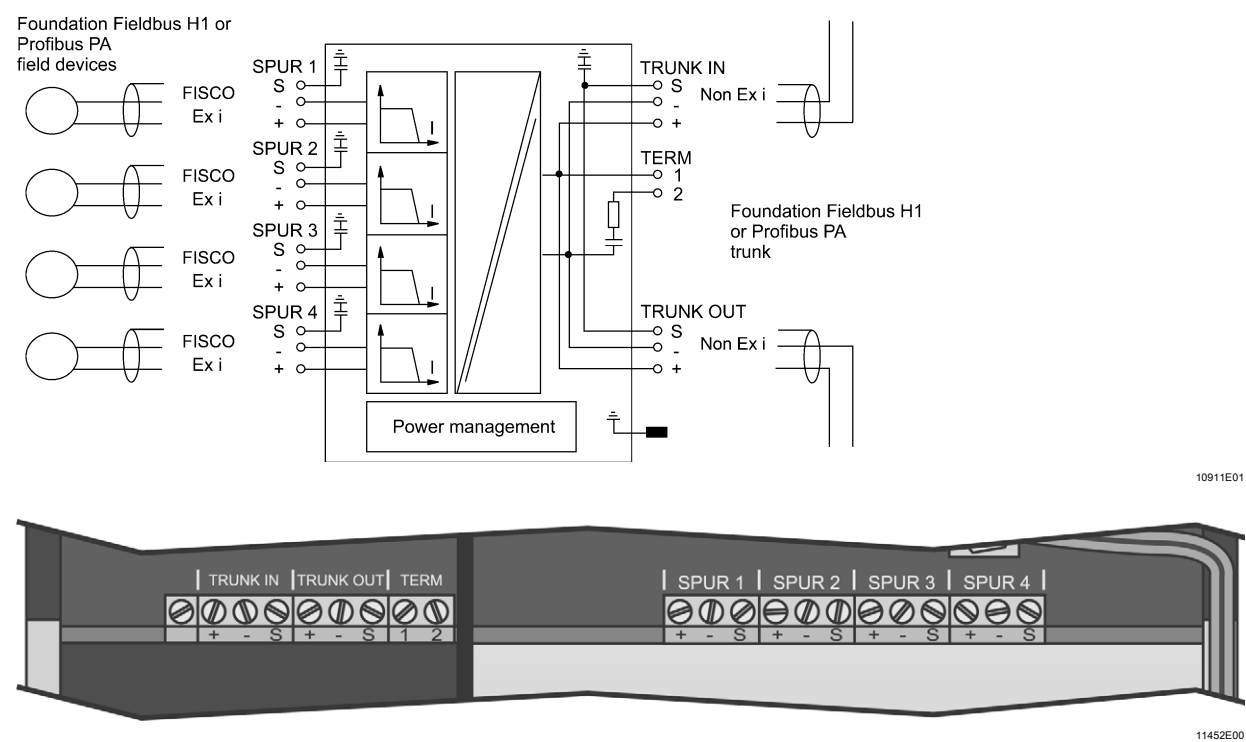 Foundation Fieldbus H1 or
Profibus PA
field devices
SPUR 1
S
-
+
FISCO
Ex i
SPUR 2
S
-
+
FISCO
Ex i
SPUR 3
S
-
+
FISCO
Ex i
SPUR 4
S
-
+
FISCO
Ex i
I
I
I
I
Power management
TRUNK IN
S
-
+
Non Ex i
TERM
1
2
Foundation Fieldbus H1
or Profibus PA
trunk
TRUNK OUT
S
-
+
Non Ex i
10911E01
TRUNK IN TRUNK OUT TERM
+ - S + - S 1 2
SPUR 1 SPUR 2 SPUR 3 SPUR 4
+ - S + - S + - S + - S
11452E00